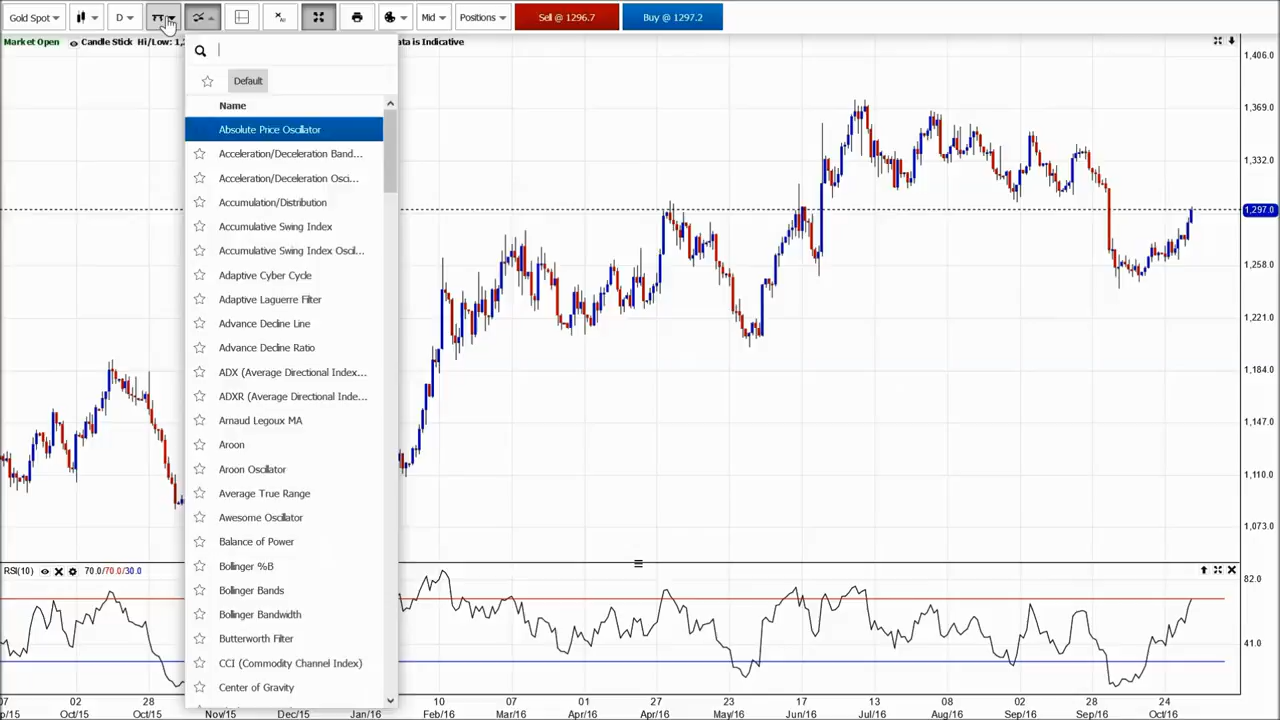 Gold Spot
D
Mid
Positions
Sell @ 1296.7
Buy @ 1297.2
Market Open
Candle Stick Hi/Low: 1,
ata is Indicative
Default
Name
Absolute Price Oscillator
Acceleration/Deceleration Band...
Acceleration/Deceleration Osci...
Accumulation/Distribution
Accumulative Swing Index
Accumulative Swing Index Oscil...
Adaptive Cyber Cycle
Adaptive Laguerre Filter
Advance Decline Line
Advance Decline Ratio
ADX (Average Directional Index...
ADXR (Average Directional Inde...
Arnaud Legoux MA
Aroon
Aroon Oscillator
Average True Range
Awesome Oscillator
Balance of Power
Bolinger %B
Bolinger Bands
Bolinger Bandwidth
Butterworth Filter
CCI (Commodity Channel Index)
Center of Gravity
1,406.0
1,369.0
1,332.0
1,297.0
1,258.0
1,221.0
1,184.0
1,147.0
1,110.0
1,073.0
RSI(10)
70.0/70.0/30.0
82.0
41.0
07 02 28 10 07 01 27 23 17 13 08 02 28 24
p/15 Oct/15 Oct/15 Nov/15 Dec/15 Jan/16 Feb/16 Mar/16 Apr/16 Apr/16 May/16 Jun/16 Jul/16 Aug/16 Sep/16 Sep/16 Oct/16